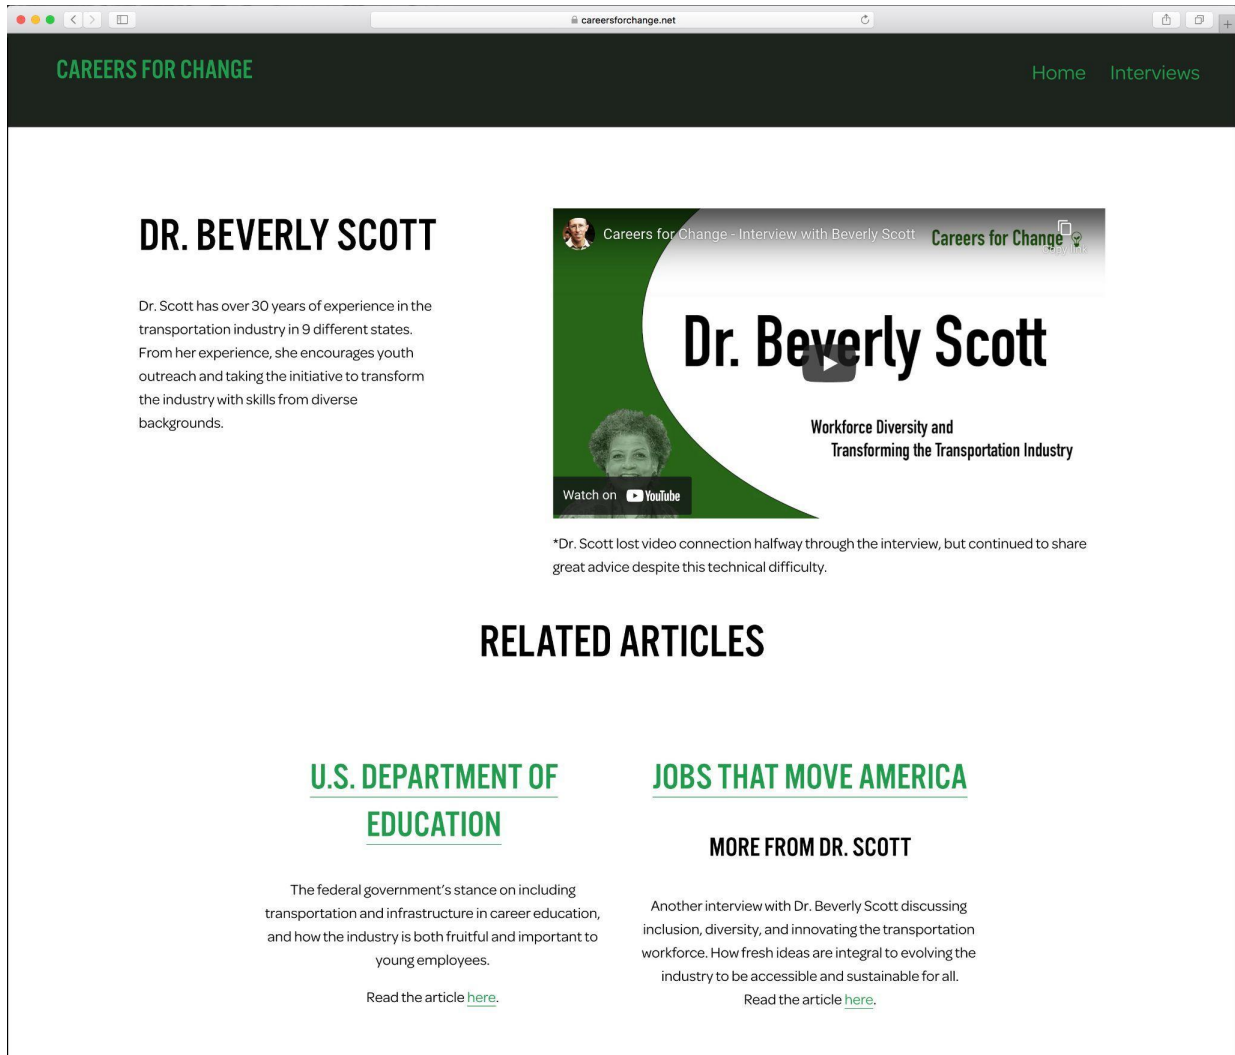 careersforchange.net
CAREERS FOR CHANGE
Home Interviews
DR. BEVERLY SCOTT
Dr. Scott has over 30 years of experience in the
transportation industry in 9 different states.
From her experience, she encourages youth
outreach and taking the initiative to transform
the industry with skills from diverse
backgrounds.
Careers for Change - Interview with Beverly Scott
Careers for Change
Copy link
Dr. Beverly Scott
Workforce Diversity and
Transforming the Transportation Industry
Watch on YouTube
*Dr. Scott lost video connection halfway through the interview, but continued to share
great advice despite this technical difficulty.
RELATED ARTICLES
U.S. DEPARTMENT OF
EDUCATION
The federal government's stance on including
transportation and infrastructure in career education,
and how the industry is both fruitful and important to
young employees.
Read the article here.
JOBS THAT MOVE AMERICA
MORE FROM DR. SCOTT
Another interview with Dr. Beverly Scott discussing
inclusion, diversity, and innovating the transportation
workforce. How fresh ideas are integral to evolving the
industry to be accessible and sustainable for all.
Read the article here.